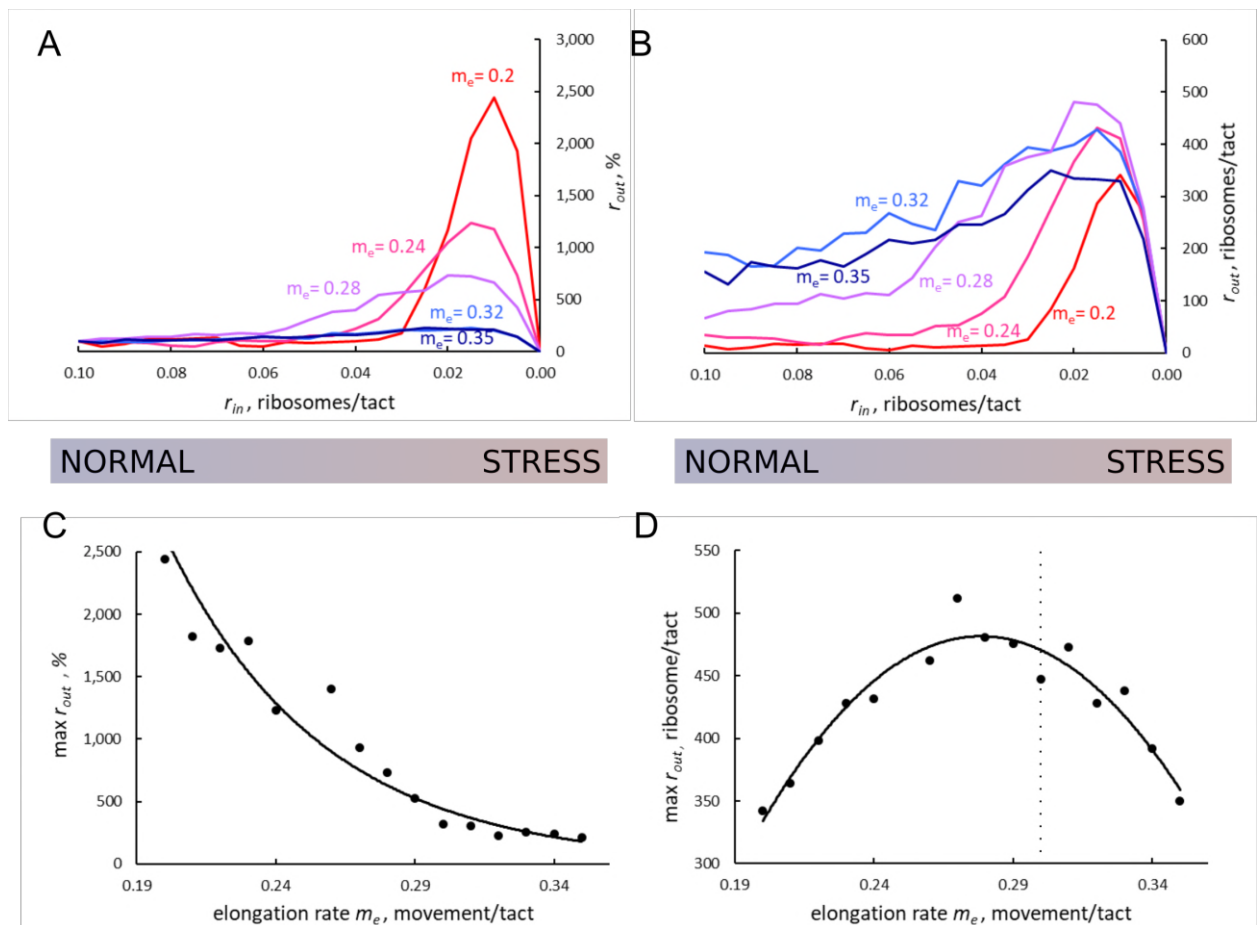 A
3,000
2,500
2,000
1,500
1,000
500
0
r_out, %
mₑ= 0.2
mₑ= 0.24
mₑ= 0.28
mₑ= 0.32
mₑ= 0.35
0.10 0.08 0.06 0.04 0.02 0.00
r_in, ribosomes/tact
B
600
500
400
300
200
100
0
r_out, ribosomes/tact
mₑ= 0.32
mₑ= 0.35
mₑ= 0.28
mₑ= 0.24
mₑ= 0.2
0.10 0.08 0.06 0.04 0.02 0.00
r_in, ribosomes/tact
NORMAL STRESS
NORMAL STRESS
C
2,500
2,000
1,500
1,000
500
0
max r_out, %
0.19 0.24 0.29 0.34
elongation rate mₑ, movement/tact
D
550
500
450
400
350
300
max r_out, ribosome/tact
0.19 0.24 0.29 0.34
elongation rate mₑ, movement/tact